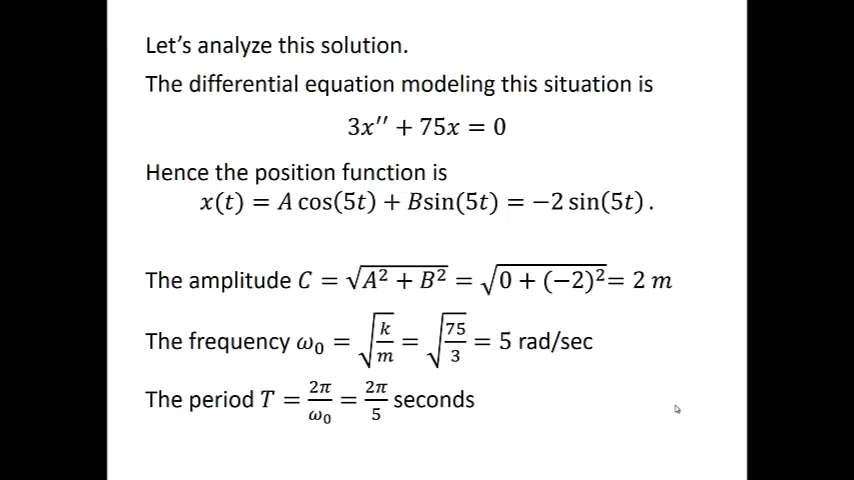 Let's analyze this solution.
The differential equation modeling this situation is
3x′′ + 75x = 0
Hence the position function is
x(t) = A cos(5t) + Bsin(5t) = −2 sin(5t).
The amplitude C = √(A² + B²) = √(0 + (−2)²) = 2 m
The frequency ω₀ = √(k/m) = √(75/3) = 5 rad/sec
The period T = 2π/ω₀ = 2π/5 seconds